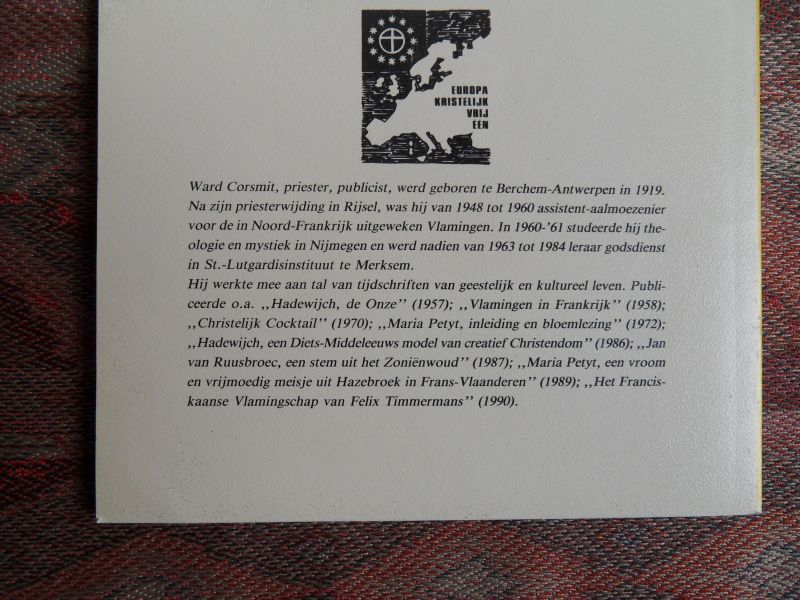 EUROPA
KRISTELIJK
VRIJ
EEN
Ward Corsmit, priester, publicist, werd geboren te Berchem-Antwerpen in 1919.
Na zijn priesterwijding in Rijsel, was hij van 1948 tot 1960 assistent-aalmoezenier
voor de in Noord-Frankrijk uitgeweken Vlamingen. In 1960-'61 studeerde hij the-
ologie en mystiek in Nijmegen en werd nadien van 1963 tot 1984 leraar godsdienst
in St.-Lutgardisinstituut te Merksem.
Hij werkte mee aan tal van tijdschriften van geestelijk en kultureel leven. Publi-
ceerde o.a. ,,Hadewijch, de Onze'' (1957); ,,Vlamingen in Frankrijk'' (1958);
,,Christelijk Cocktail'' (1970); ,,Maria Petyt, inleiding en bloemlezing'' (1972);
,,Hadewijch, een Diets-Middeleeuws model van creatief Christendom'' (1986); ,,Jan
van Ruusbroec, een stem uit het Zoniënwoud'' (1987); ,,Maria Petyt, een vroom
en vrijmoedig meisje uit Hazebroek in Frans-Vlaanderen'' (1989); ,,Het Francis-
kaanse Vlamingschap van Felix Timmermans'' (1990).